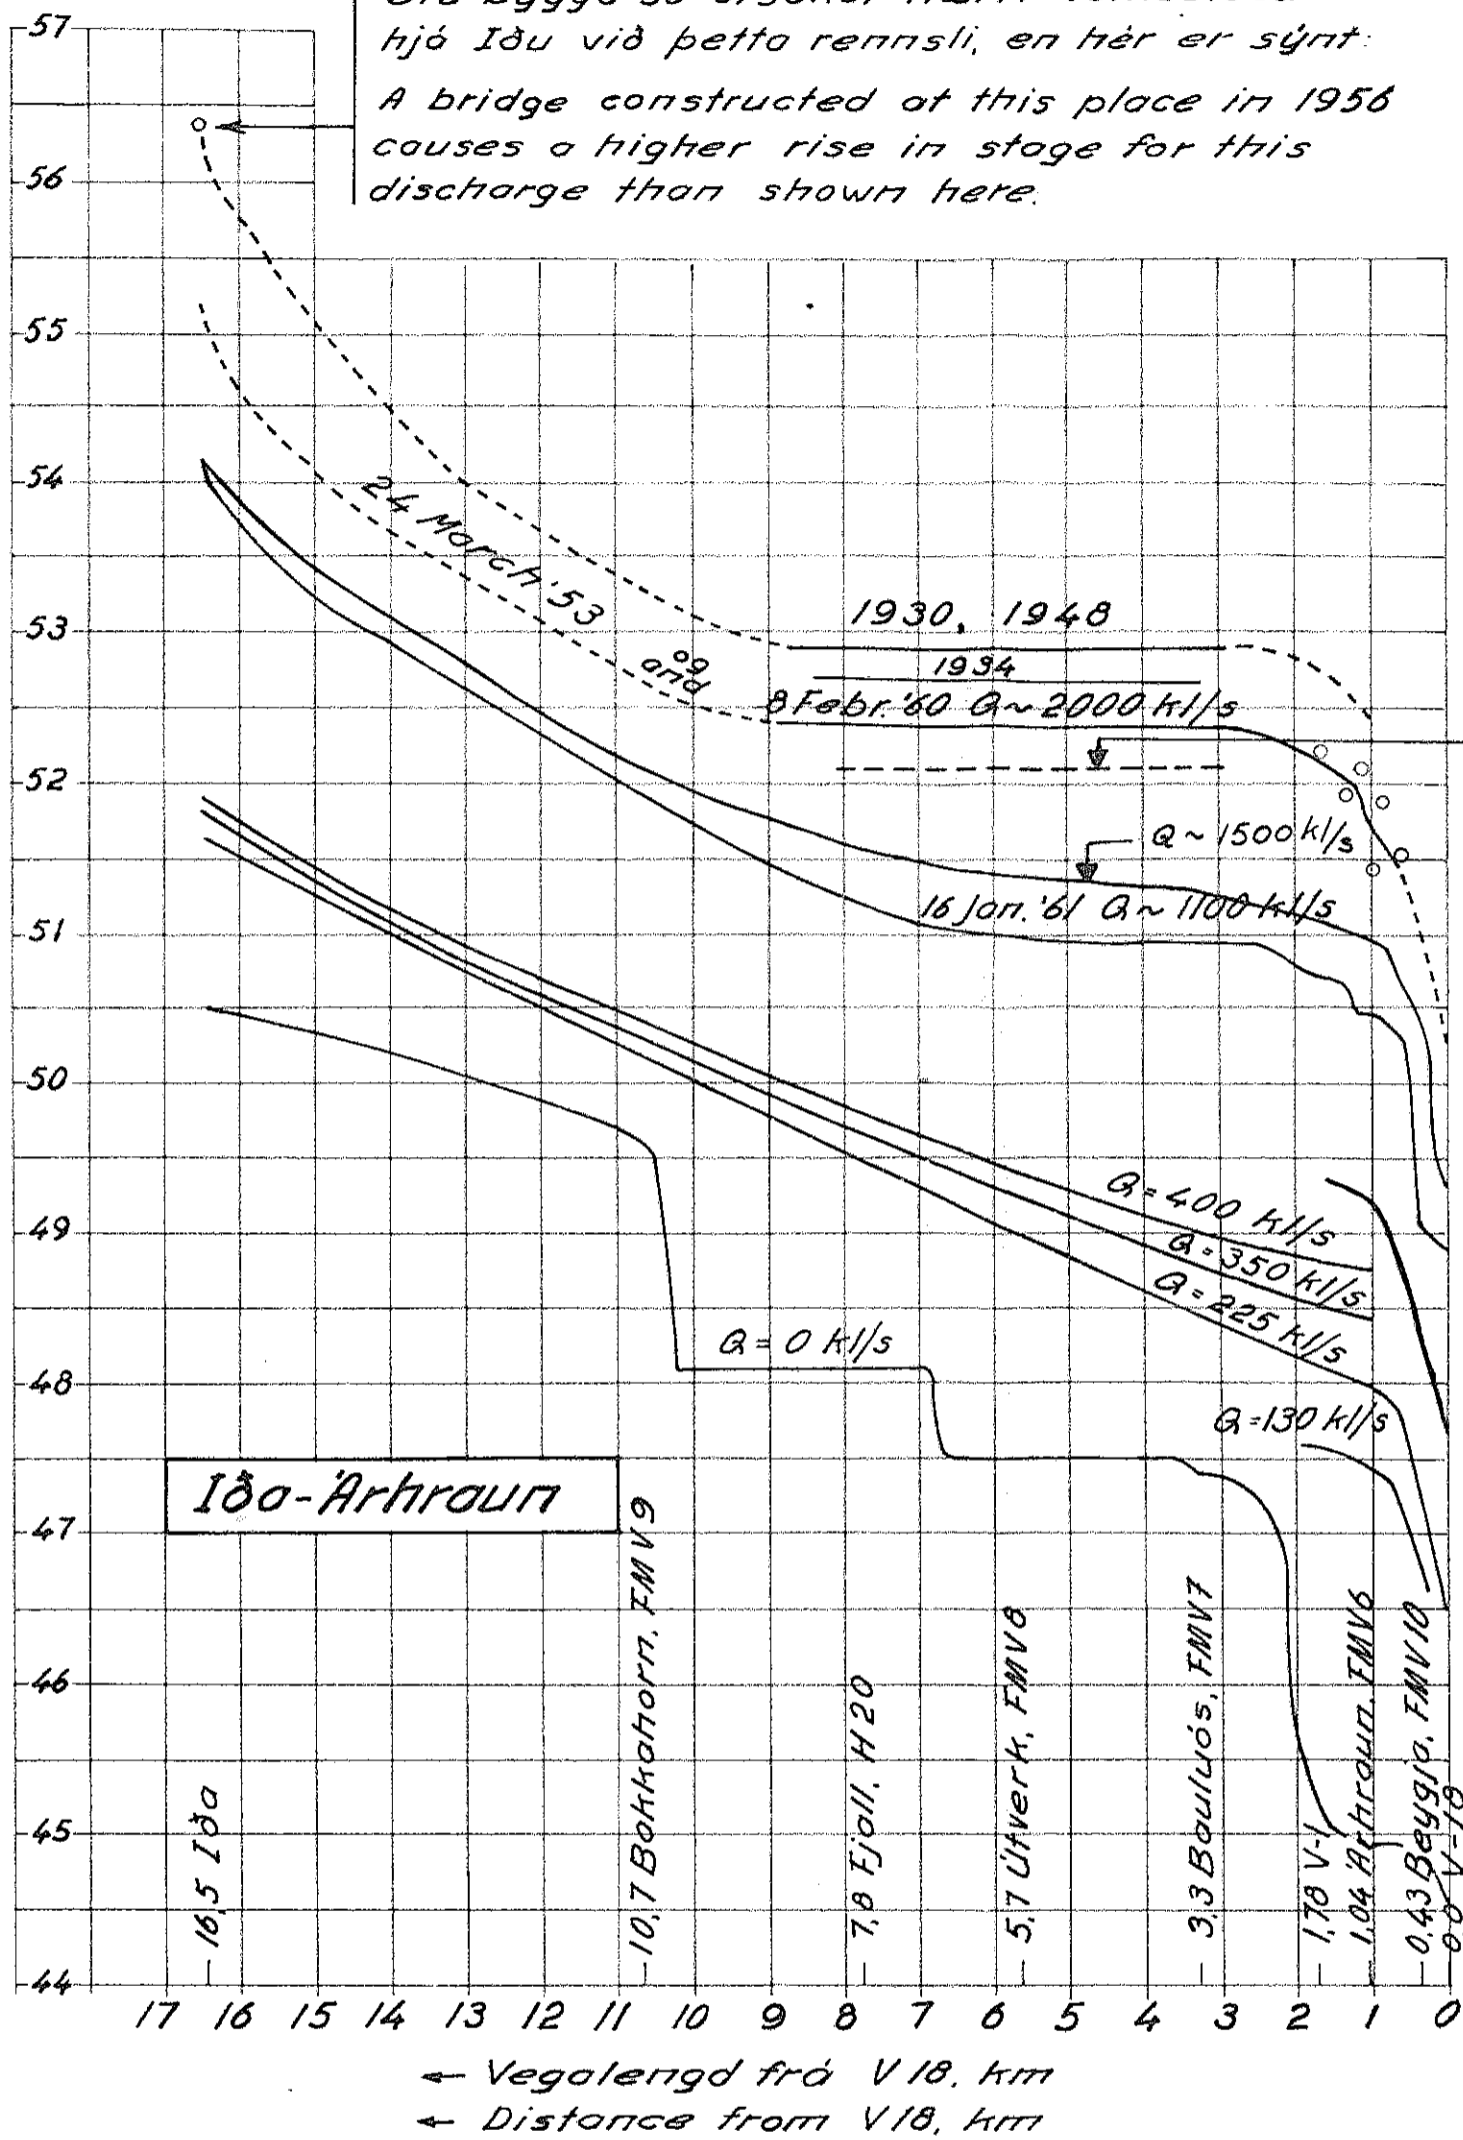 57
hjá Iðu við þetta rennsli, en hér er sýnt:
A bridge constructed at this place in 1956
causes a higher rise in stage for this
discharge than shown here.
56
55
54
53
52
51
50
49
48
47
46
45
44
24 March '53
og
and
1930, 1948
1934
8 Febr. '60 Q ~ 2000 kl/s
Q ~ 1500 kl/s
16 Jan. '61 Q ~ 1100 kl/s
Q = 400 kl/s
Q = 350 kl/s
Q = 225 kl/s
Q = 0 kl/s
Q = 130 kl/s
Iða-Árhraun
16,5 Iða
10,7 Bakkahorn, FMV9
7,8 Fjall, H20
5,7 Útverk, FMV8
3,3 Bauluós, FMV7
1,78 V-1
1,04 Árhraun, FMV6
0,43 Beygja, FMV10
0,0 V-18
17 16 15 14 13 12 11 10 9 8 7 6 5 4 3 2 1 0
← Vegalengd frá V18, km
← Distance from V18, km